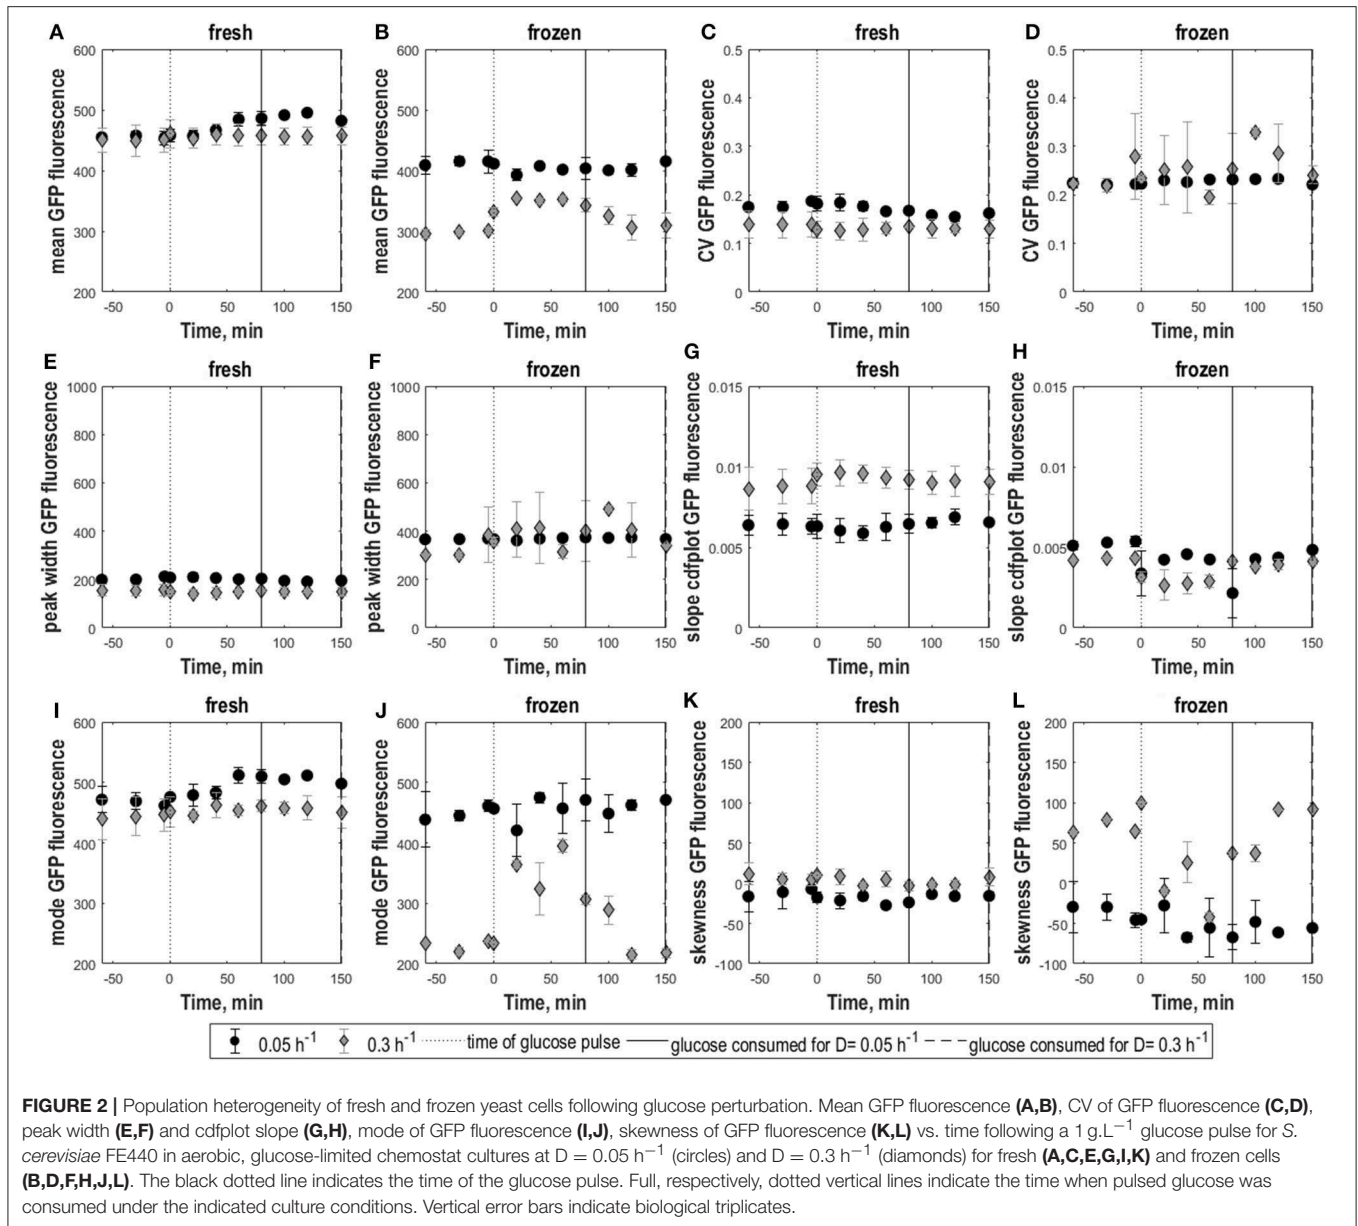 A fresh
B frozen
C fresh
D frozen
mean GFP fluorescence
600
500
400
300
200
-50 0 50 100 150
Time, min
mean GFP fluorescence
600
500
400
300
200
-50 0 50 100 150
Time, min
CV GFP fluorescence
0.5
0.4
0.3
0.2
0.1
0
-50 0 50 100 150
Time, min
CV GFP fluorescence
0.5
0.4
0.3
0.2
0.1
0
-50 0 50 100 150
Time, min
E fresh
F frozen
G fresh
H frozen
peak width GFP fluorescence
1000
800
600
400
200
0
-50 0 50 100 150
Time, min
peak width GFP fluorescence
1000
800
600
400
200
0
-50 0 50 100 150
Time, min
slope cdfplot GFP fluorescence
0.015
0.01
0.005
0
-50 0 50 100 150
Time, min
slope cdfplot GFP fluorescence
0.015
0.01
0.005
0
-50 0 50 100 150
Time, min
I fresh
J frozen
K fresh
L frozen
mode GFP fluorescence
600
500
400
300
200
-50 0 50 100 150
Time, min
mode GFP fluorescence
600
500
400
300
200
-50 0 50 100 150
Time, min
skewness GFP fluorescence
200
150
100
50
0
-50
-100
-50 0 50 100 150
Time, min
skewness GFP fluorescence
200
150
100
50
0
-50
-100
-50 0 50 100 150
Time, min
0.05 h⁻¹ 0.3 h⁻¹ time of glucose pulse glucose consumed for D= 0.05 h⁻¹ glucose consumed for D= 0.3 h⁻¹
FIGURE 2 | Population heterogeneity of fresh and frozen yeast cells following glucose perturbation. Mean GFP fluorescence (A,B), CV of GFP fluorescence (C,D),
peak width (E,F) and cdfplot slope (G,H), mode of GFP fluorescence (I,J), skewness of GFP fluorescence (K,L) vs. time following a 1 g.L⁻¹ glucose pulse for S.
cerevisiae FE440 in aerobic, glucose-limited chemostat cultures at D = 0.05 h⁻¹ (circles) and D = 0.3 h⁻¹ (diamonds) for fresh (A,C,E,G,I,K) and frozen cells
(B,D,F,H,J,L). The black dotted line indicates the time of the glucose pulse. Full, respectively, dotted vertical lines indicate the time when pulsed glucose was
consumed under the indicated culture conditions. Vertical error bars indicate biological triplicates.